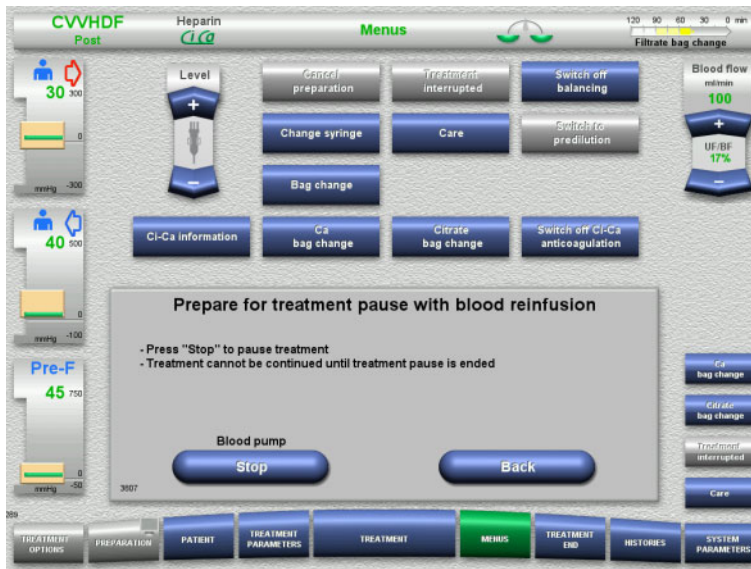 CVVHDF
Post
Heparin
CiCa
Menus
120 90 60 30 0 min
Filtrate bag change
30 300
0
mmHg -300
40 500
0
mmHg -100
Pre-F
45 750
0
mmHg -50
Level
+
−
Cancel
preparation
Treatment
interrupted
Switch off
balancing
Change syringe
Care
Switch to
predilution
Bag change
Ci-Ca information
Ca
bag change
Citrate
bag change
Switch off Ci-Ca
anticoagulation
Blood flow
ml/min
100
+
UF/BF
17%
−
Prepare for treatment pause with blood reinfusion
- Press "Stop" to pause treatment
- Treatment cannot be continued until treatment pause is ended
Blood pump
Stop
Back
3607
Ca
bag change
Citrate
bag change
Treatment
interrupted
Care
TREATMENT
OPTIONS
PREPARATION
PATIENT
TREATMENT
PARAMETERS
TREATMENT
MENUS
TREATMENT
END
HISTORIES
SYSTEM
PARAMETERS